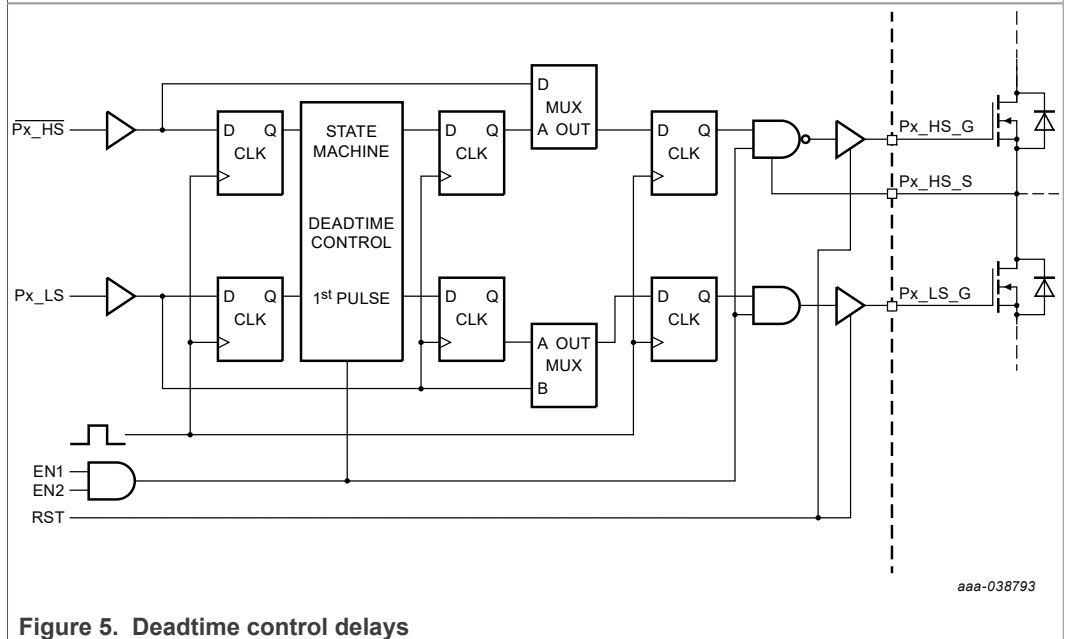 D
MUX
A OUT
Px_HS
D Q
CLK
STATE
MACHINE
DEADTIME
CONTROL
1st PULSE
D Q
CLK
D Q
CLK
Px_HS_G
Px_HS_S
Px_LS
D Q
CLK
D Q
CLK
A OUT
MUX
B
D Q
CLK
Px_LS_G
EN1
EN2
RST
aaa-038793
Figure 5. Deadtime control delays